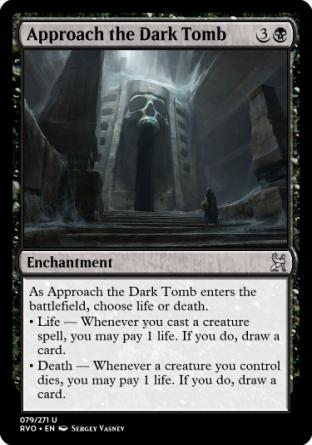 Approach the Dark Tomb 3
Enchantment
As Approach the Dark Tomb enters the
battlefield, choose life or death.
• Life — Whenever you cast a creature
spell, you may pay 1 life. If you do, draw a
card.
• Death — Whenever a creature you control
dies, you may pay 1 life. If you do, draw a
card.
079/271 U
RVO • EN Sergey Vasnev